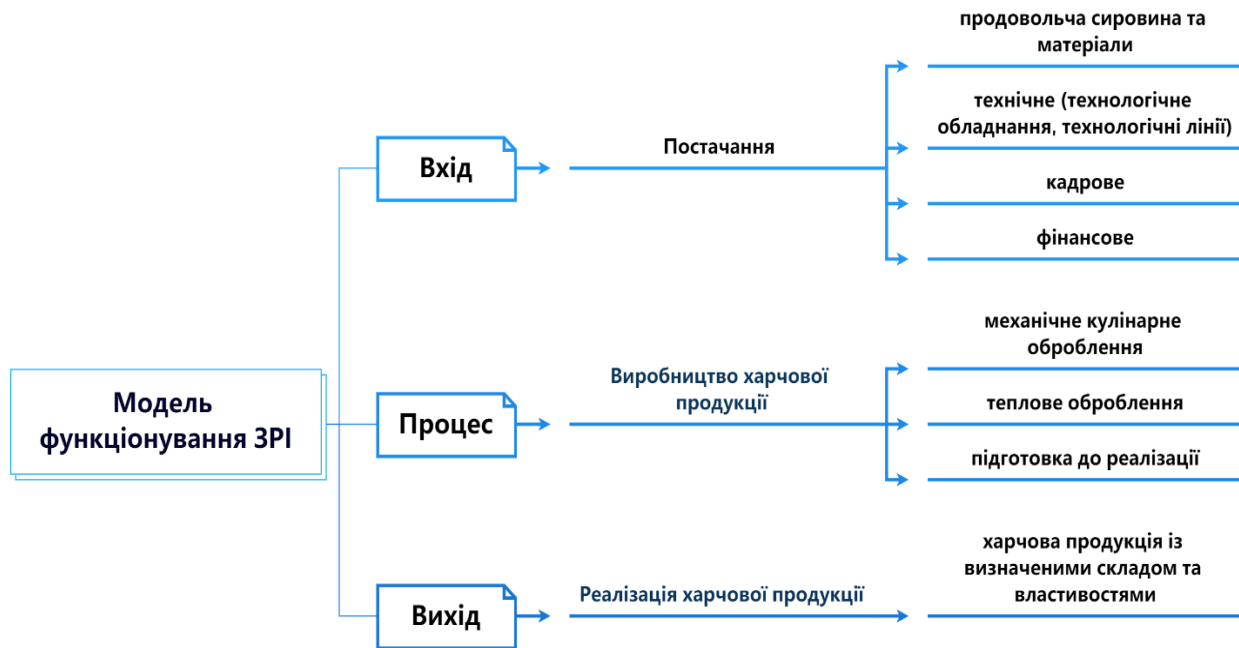 Модель
функціонування ЗРІ
Вхід
Постачання
продовольча сировина та
матеріали
технічне (технологічне
обладнання, технологічні лінії)
кадрове
фінансове
Процес
Виробництво харчової
продукції
механічне кулінарне
оброблення
теплове оброблення
підготовка до реалізації
Вихід
Реалізація харчової продукції
харчова продукція із
визначеними складом та
властивостями